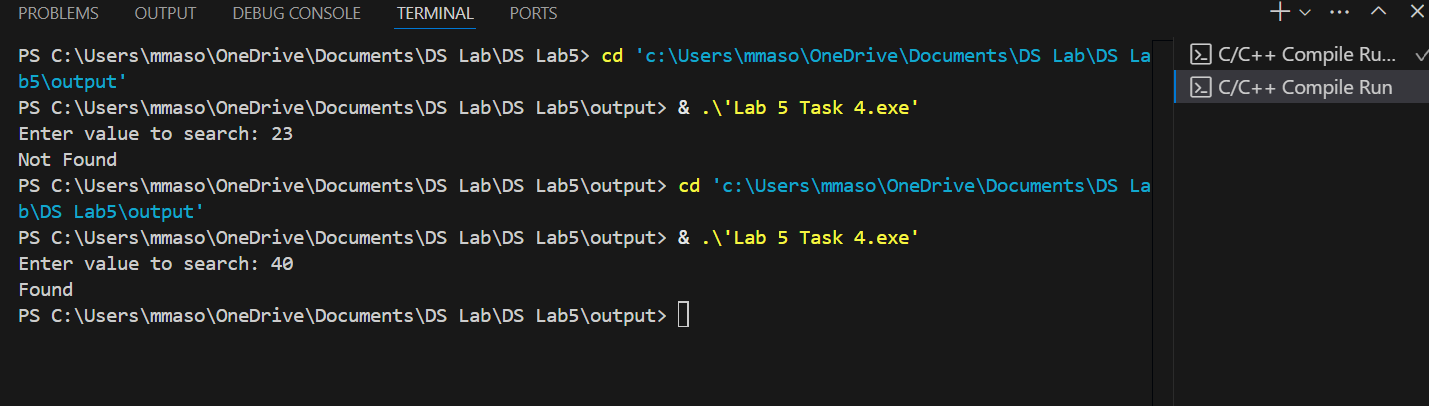 PROBLEMS OUTPUT DEBUG CONSOLE TERMINAL PORTS
PS C:\Users\mmaso\OneDrive\Documents\DS Lab\DS Lab5> cd 'c:\Users\mmaso\OneDrive\Documents\DS Lab\DS La
b5\output'
PS C:\Users\mmaso\OneDrive\Documents\DS Lab\DS Lab5\output> & .\'Lab 5 Task 4.exe'
Enter value to search: 23
Not Found
PS C:\Users\mmaso\OneDrive\Documents\DS Lab\DS Lab5\output> cd 'c:\Users\mmaso\OneDrive\Documents\DS La
b\DS Lab5\output'
PS C:\Users\mmaso\OneDrive\Documents\DS Lab\DS Lab5\output> & .\'Lab 5 Task 4.exe'
Enter value to search: 40
Found
PS C:\Users\mmaso\OneDrive\Documents\DS Lab\DS Lab5\output>
C/C++ Compile Ru...
C/C++ Compile Run